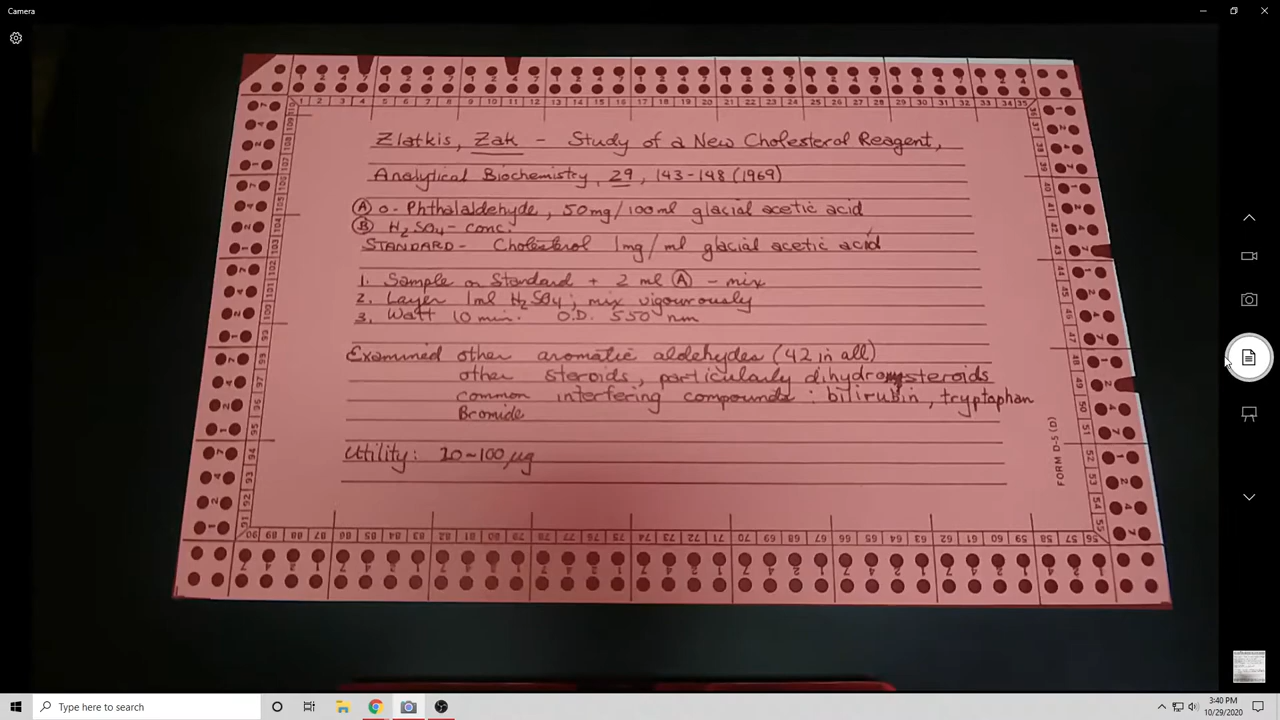 Camera
Zlatkis, Zak - Study of a New Cholesterol Reagent,
Analytical Biochemistry, 29, 143-148 (1969)
Ⓐ o-Phthalaldehyde, 50mg/100ml glacial acetic acid
Ⓑ H₂SO₄- conc.
STANDARD- Cholesterol 1mg/ml glacial acetic acid
1. Sample or Standard + 2 ml Ⓐ - mix
2. Layer 1ml H₂SO₄; mix vigourously
3. Wait 10 min. O.D. 550 nm
Examined other aromatic aldehydes (42 in all)
other steroids, particularly dihydroxysteroids
common interfering compounds: bilirubin, tryptophan
Bromide
Utility: 20-100 µg
FORM D-5 (D)
Type here to search
3:40 PM
10/29/2020